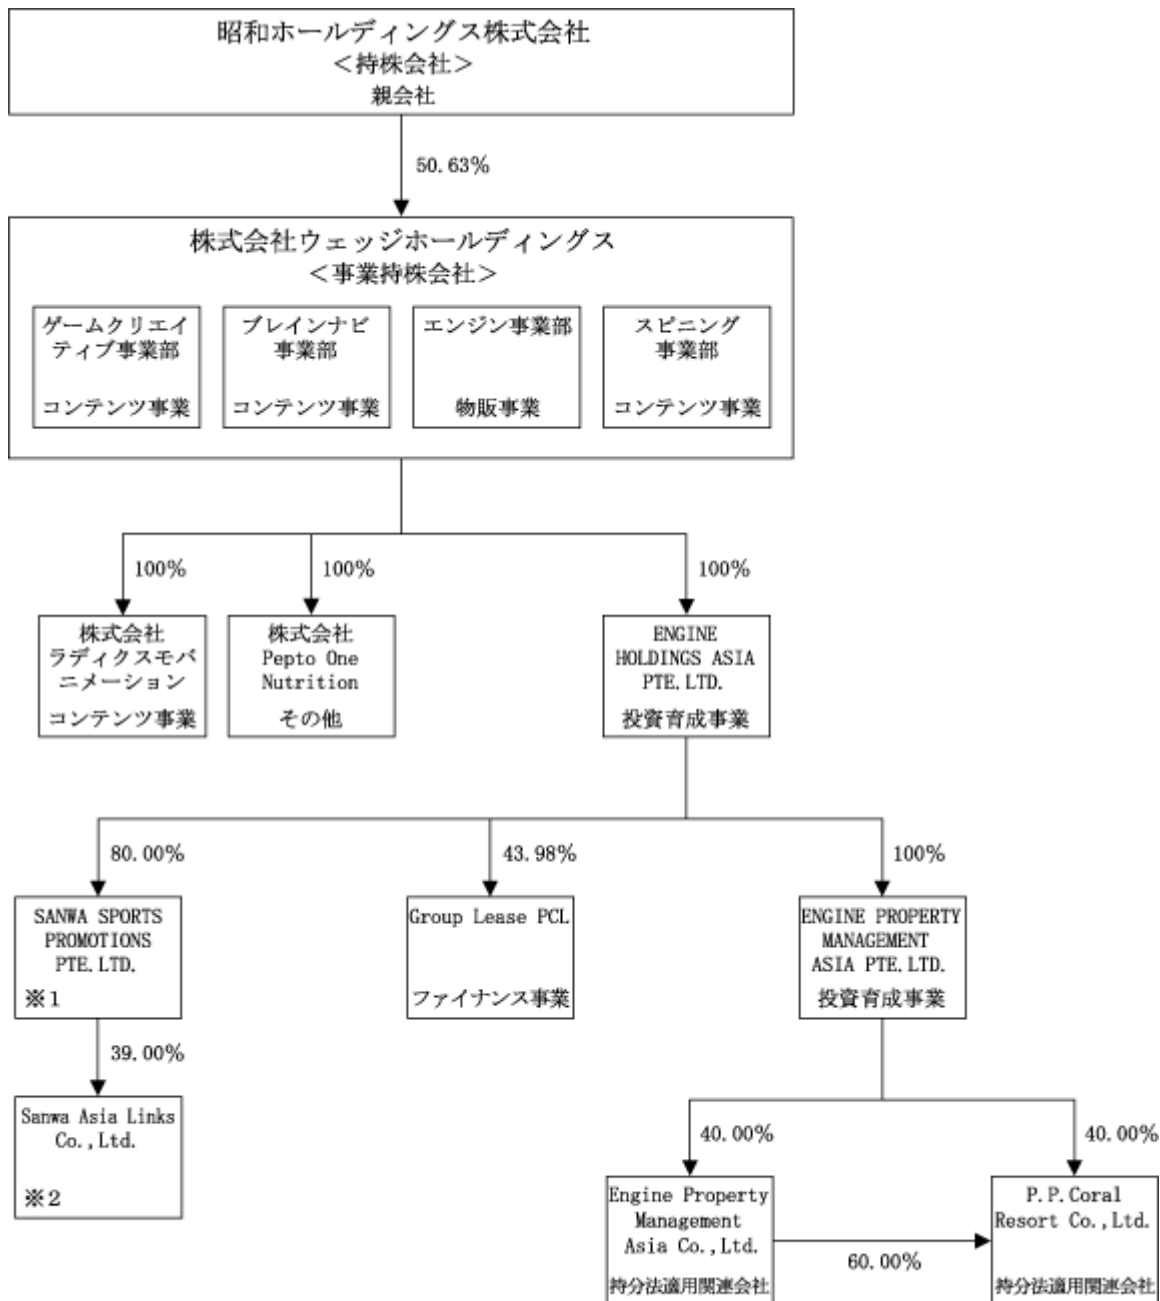 昭和ホールディングス株式会社
＜持株会社＞
親会社
50.63%
株式会社ウェッジホールディングス
＜事業持株会社＞
ゲームクリエイ
ティブ事業部
コンテンツ事業
ブレインナビ
事業部
コンテンツ事業
エンジン事業部
物販事業
スピニング
事業部
コンテンツ事業
100%
100%
100%
株式会社
ラディクスモバ
ニメーション
コンテンツ事業
株式会社
Pepto One
Nutrition
その他
ENGINE
HOLDINGS ASIA
PTE.LTD.
投資育成事業
80.00%
43.98%
100%
SANWA SPORTS
PROMOTIONS
PTE.LTD.
※1
Group Lease PCL
ファイナンス事業
ENGINE PROPERTY
MANAGEMENT
ASIA PTE.LTD.
投資育成事業
39.00%
Sanwa Asia Links
Co.,Ltd.
※2
40.00%
40.00%
Engine Property
Management
Asia Co.,Ltd.
持分法適用関連会社
60.00%
P.P.Coral
Resort Co.,Ltd.
持分法適用関連会社